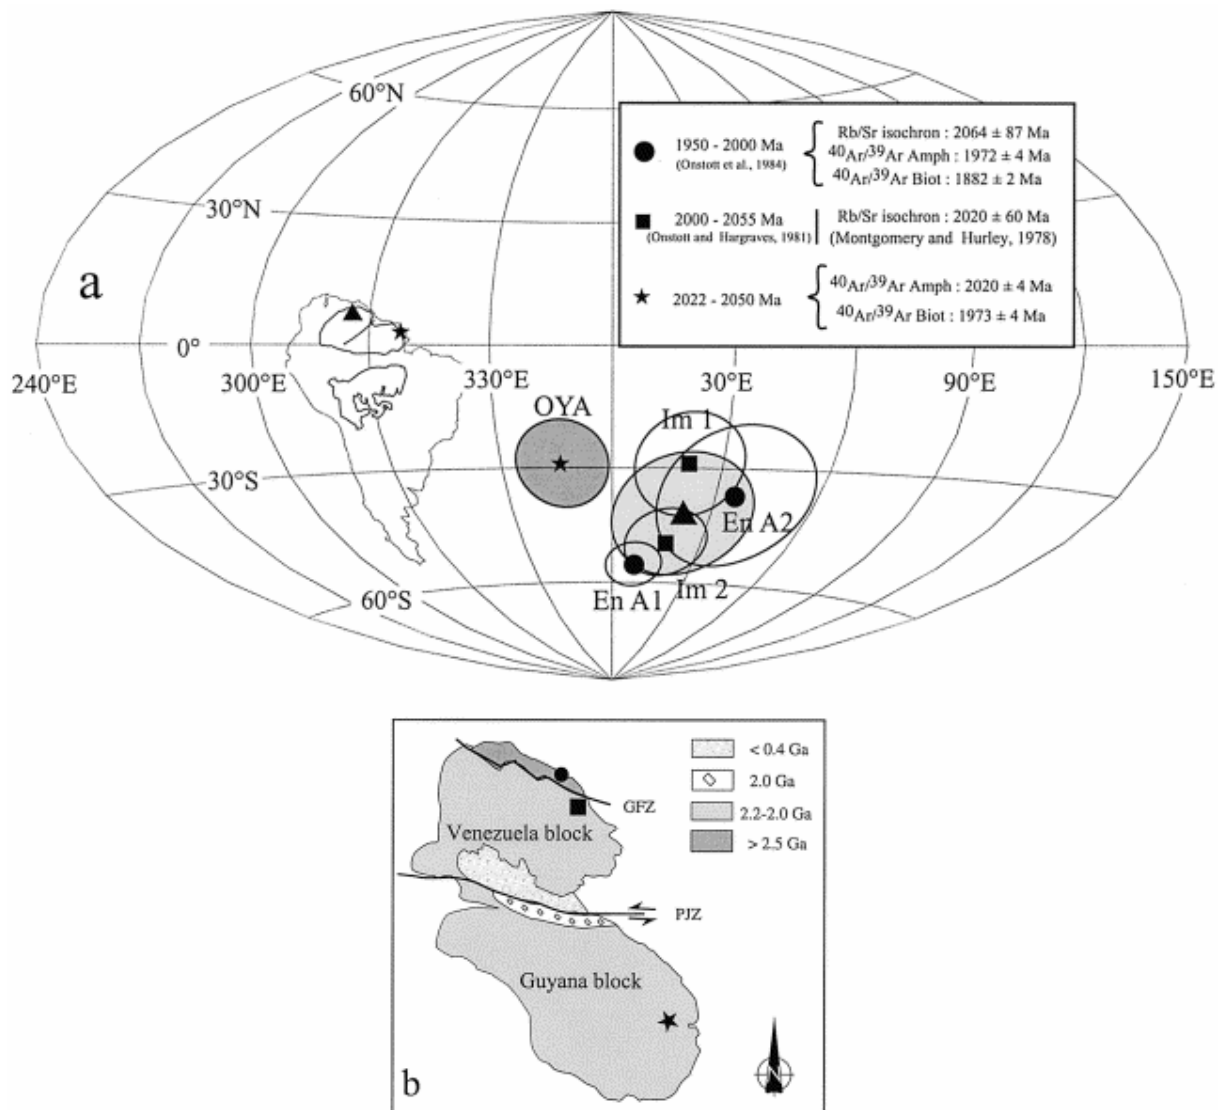 60°N
1950 - 2000 Ma
(Onstott et al., 1984)
Rb/Sr isochron : 2064 ± 87 Ma
40Ar/39Ar Amph : 1972 ± 4 Ma
40Ar/39Ar Biot : 1882 ± 2 Ma
30°N
2000 - 2055 Ma
(Onstott and Hargraves, 1981)
Rb/Sr isochron : 2020 ± 60 Ma
(Montgomery and Hurley, 1978)
a
2022 - 2050 Ma
40Ar/39Ar Amph : 2020 ± 4 Ma
40Ar/39Ar Biot : 1973 ± 4 Ma
0°
240°E
300°E
330°E
30°E
90°E
150°E
OYA
Im 1
30°S
En A2
Im 2
En A1
60°S
< 0.4 Ga
2.0 Ga
2.2-2.0 Ga
> 2.5 Ga
GFZ
Venezuela block
PJZ
Guyana block
N
b